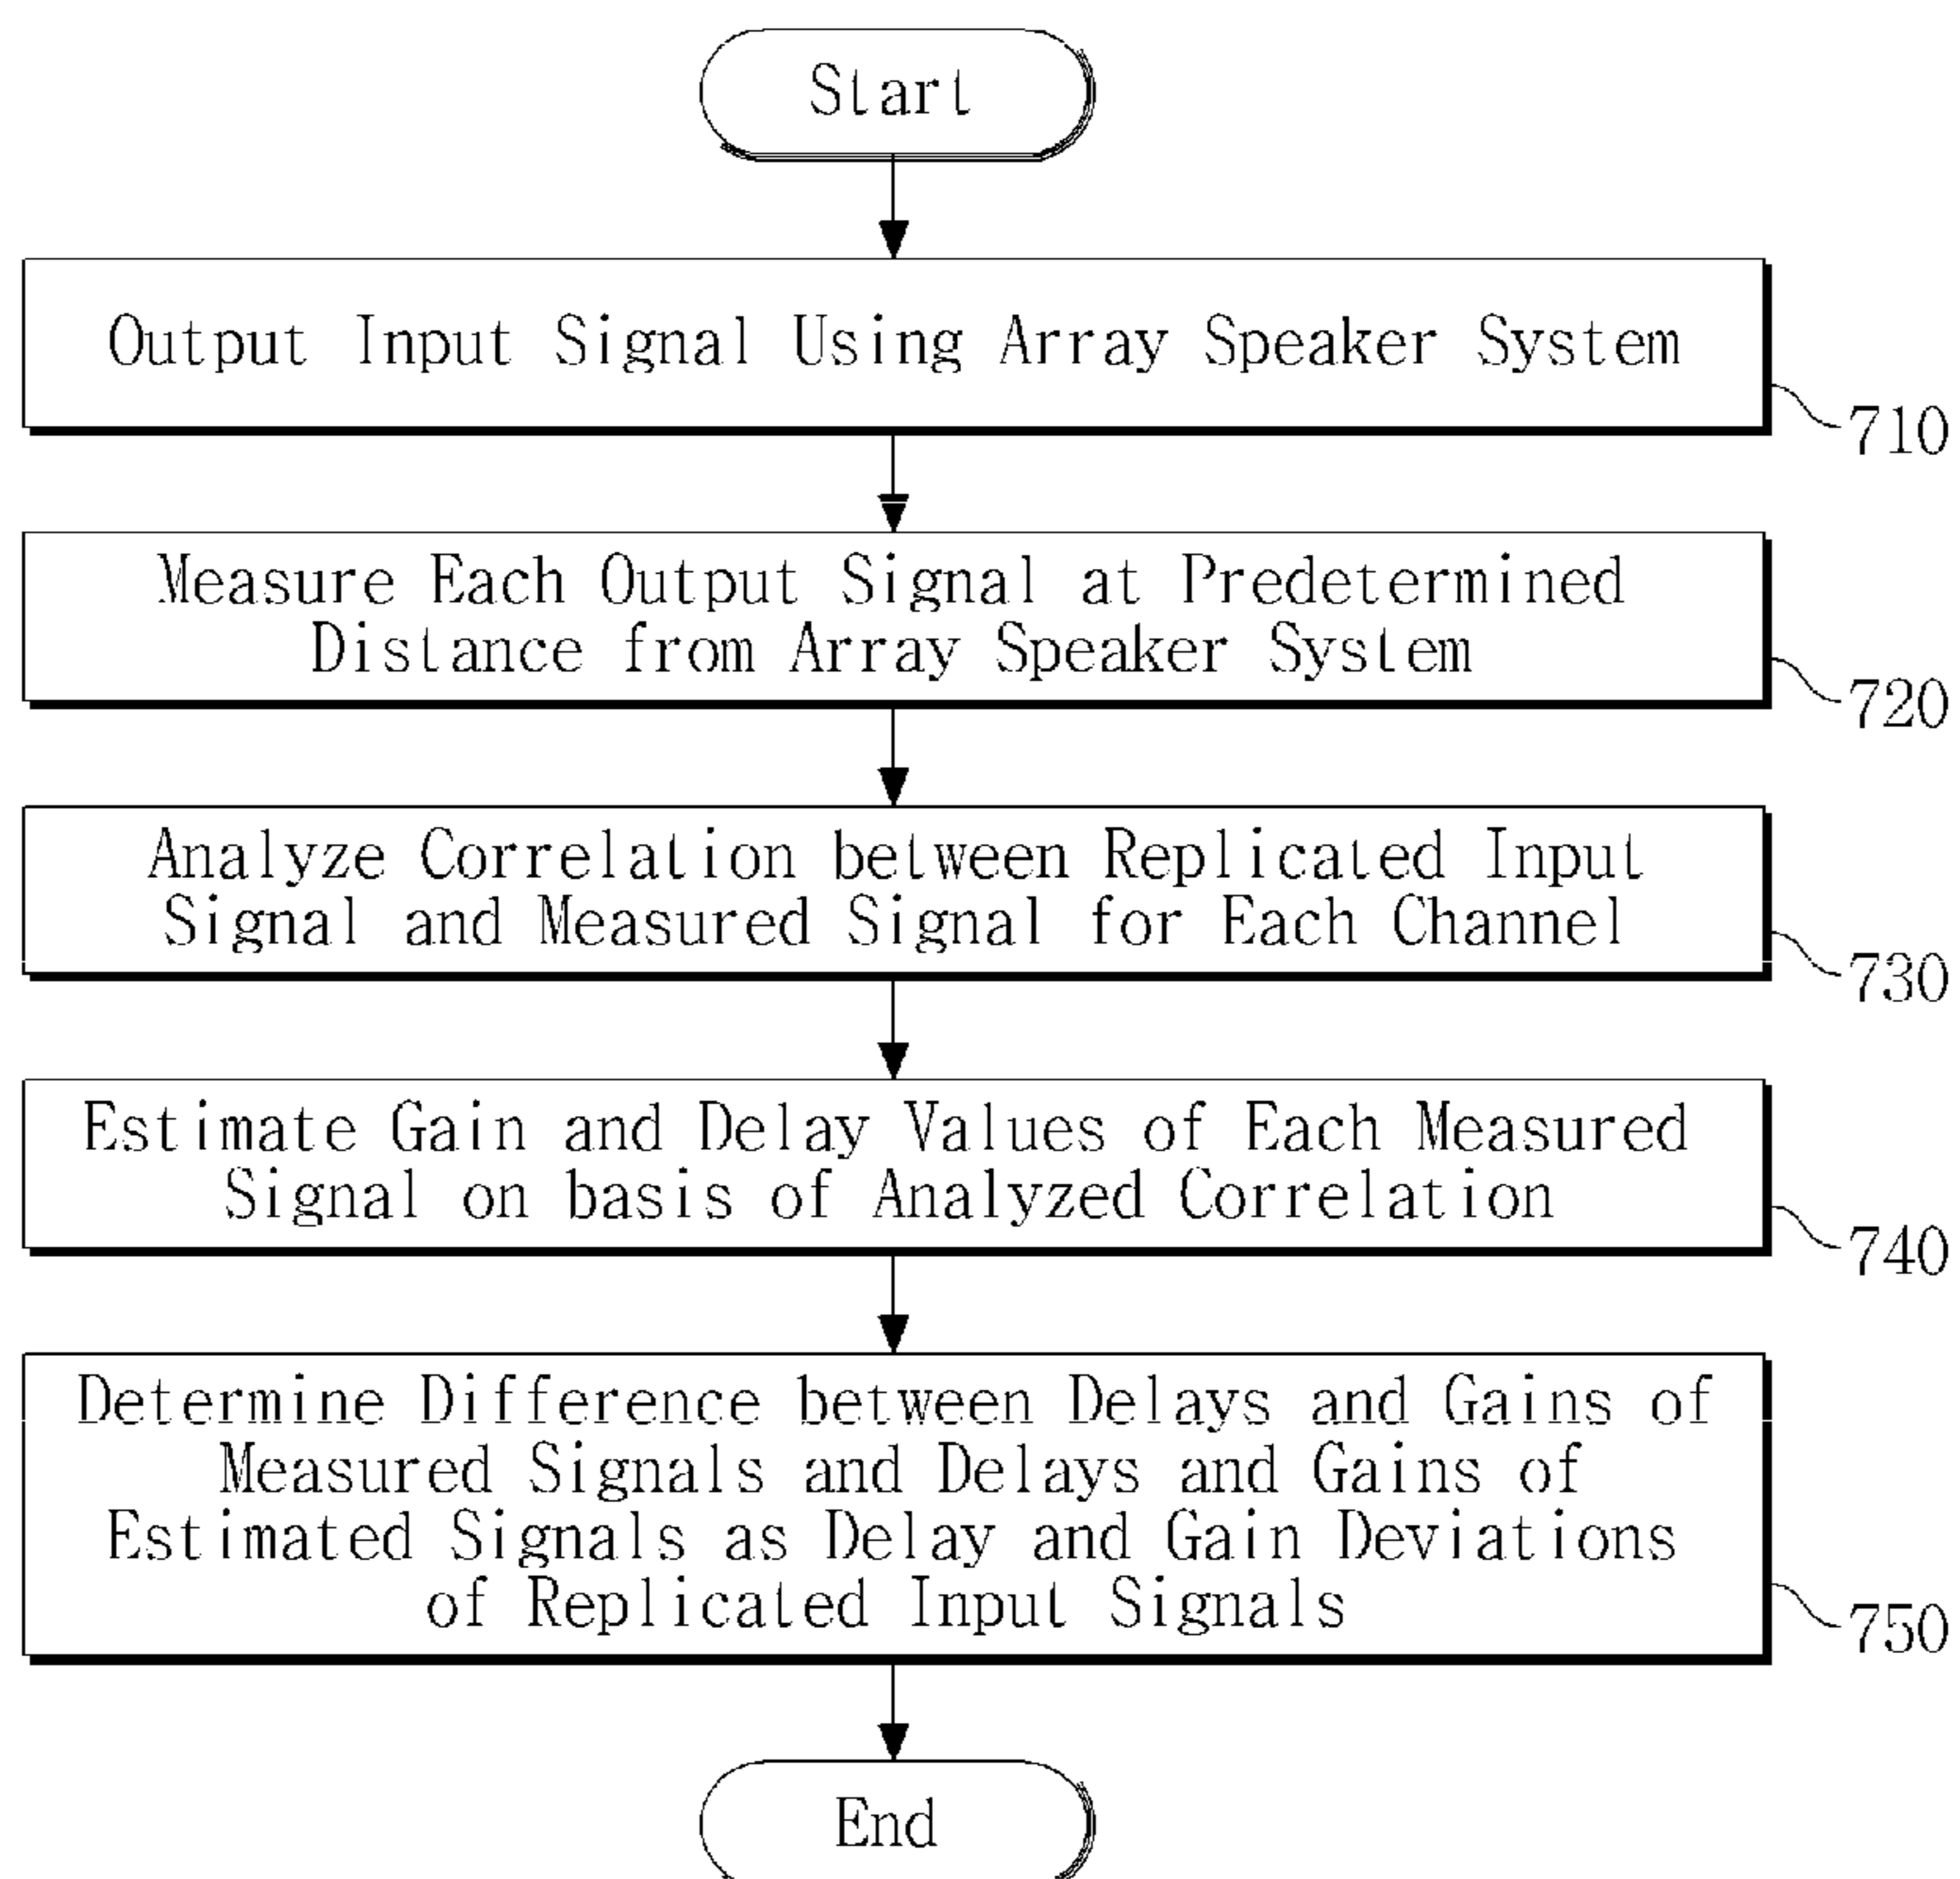 Start
Output Input Signal Using Array Speaker System
710
Measure Each Output Signal at Predetermined
Distance from Array Speaker System
720
Analyze Correlation between Replicated Input
Signal and Measured Signal for Each Channel
730
Estimate Gain and Delay Values of Each Measured
Signal on basis of Analyzed Correlation
740
Determine Difference between Delays and Gains of
Measured Signals and Delays and Gains of
Estimated Signals as Delay and Gain Deviations
of Replicated Input Signals
750
End